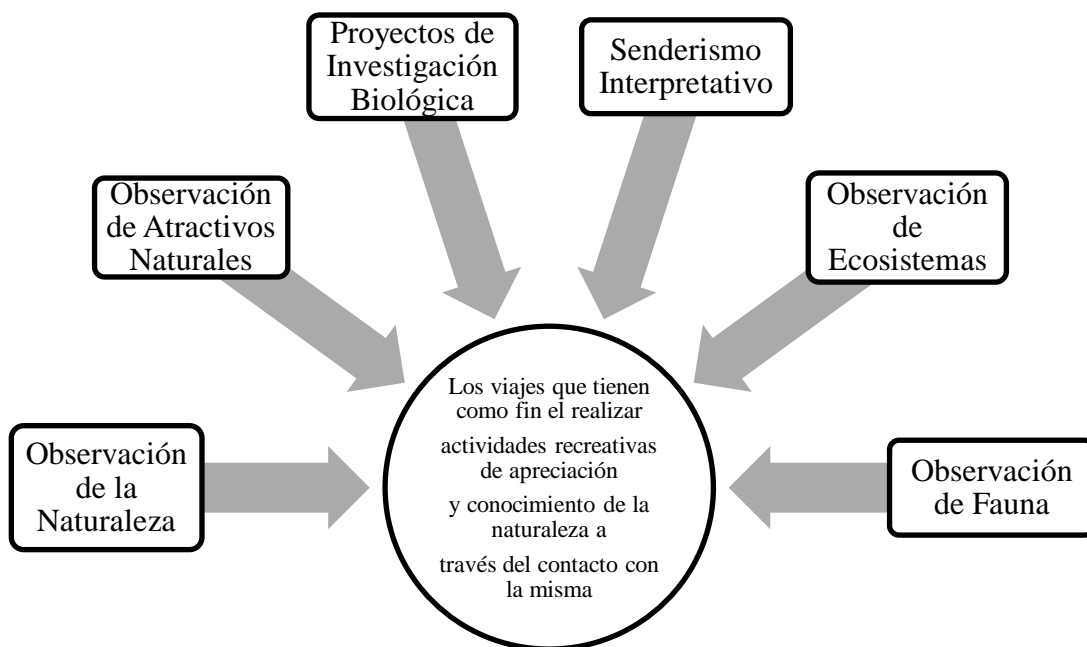 Proyectos de
Investigación
Biológica
Senderismo
Interpretativo
Observación
de Atractivos
Naturales
Observación
de
Ecosistemas
Observación
de la
Naturaleza
Los viajes que tienen
como fin el realizar
actividades recreativas
de apreciación
y conocimiento de la
naturaleza a
través del contacto con
la misma
Observación
de Fauna